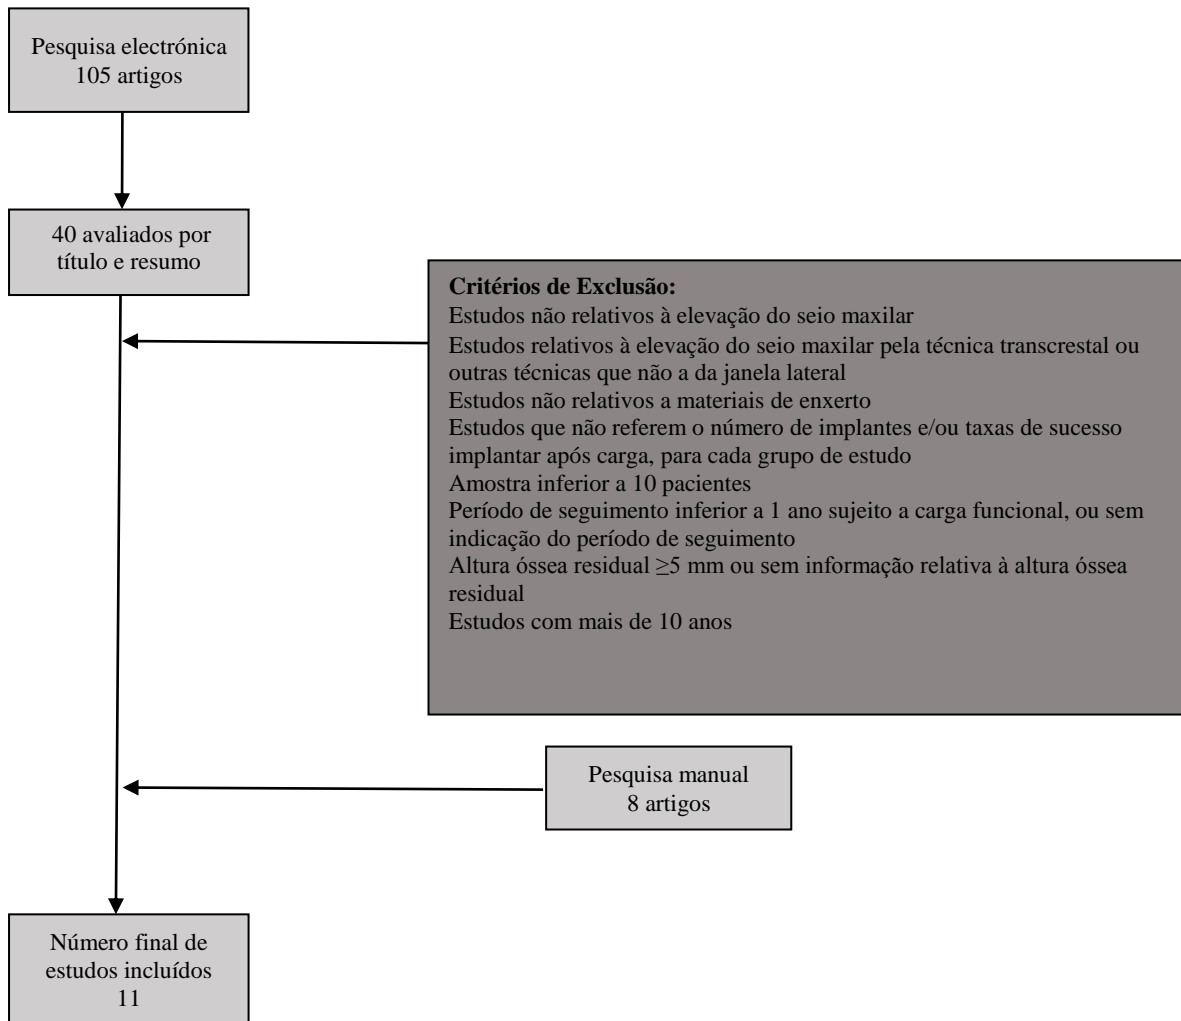 Pesquisa electrónica
105 artigos
40 avaliados por
título e resumo
Critérios de Exclusão:
Estudos não relativos à elevação do seio maxilar
Estudos relativos à elevação do seio maxilar pela técnica transcrestal ou
outras técnicas que não a da janela lateral
Estudos não relativos a materiais de enxerto
Estudos que não referem o número de implantes e/ou taxas de sucesso
implantar após carga, para cada grupo de estudo
Amostra inferior a 10 pacientes
Período de seguimento inferior a 1 ano sujeito a carga funcional, ou sem
indicação do período de seguimento
Altura óssea residual ≥5 mm ou sem informação relativa à altura óssea
residual
Estudos com mais de 10 anos
Pesquisa manual
8 artigos
Número final de
estudos incluídos
11